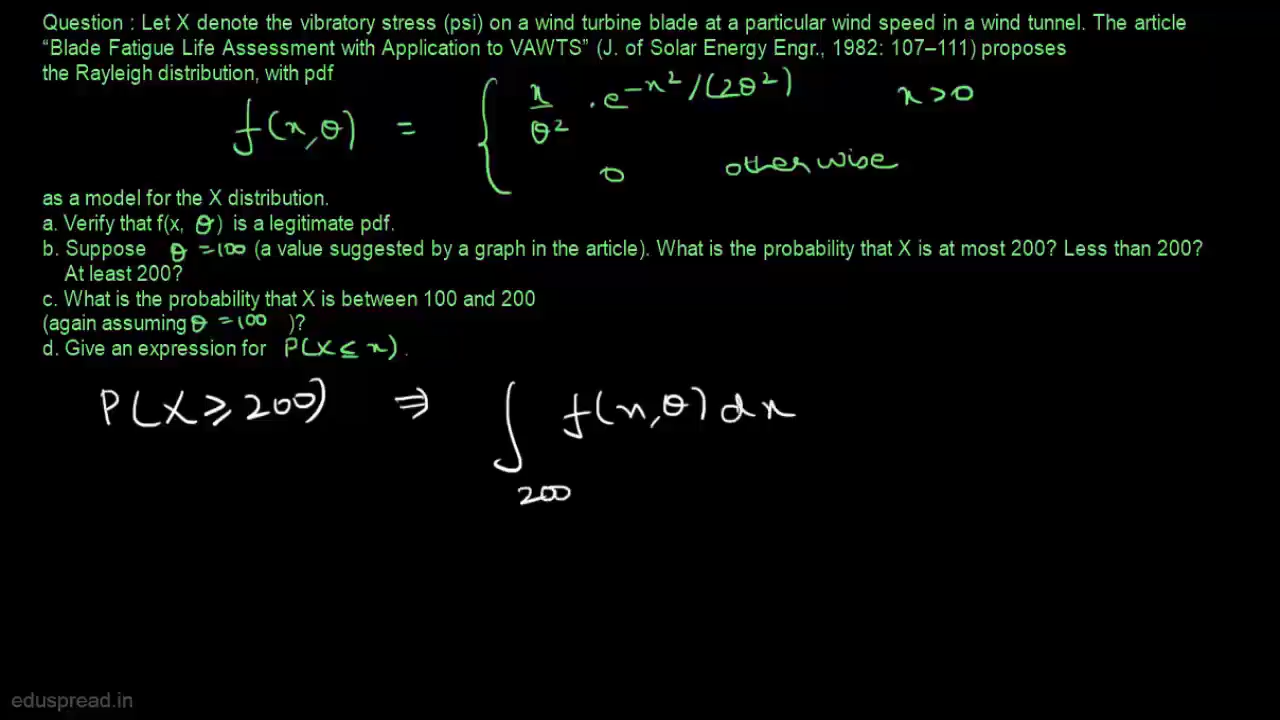 Question : Let X denote the vibratory stress (psi) on a wind turbine blade at a particular wind speed in a wind tunnel. The article
“Blade Fatigue Life Assessment with Application to VAWTS” (J. of Solar Energy Engr., 1982: 107–111) proposes
the Rayleigh distribution, with pdf
f(x,θ) = { x/θ² · e^(-x²/(2θ²)) x>0
0 otherwise
as a model for the X distribution.
a. Verify that f(x, θ) is a legitimate pdf.
b. Suppose θ =100 (a value suggested by a graph in the article). What is the probability that X is at most 200? Less than 200?
At least 200?
c. What is the probability that X is between 100 and 200
(again assuming θ =100 )?
d. Give an expression for P(X ≤ x).
P(X ≥ 200) ⇒ ∫ f(x,θ) dx
200
eduspread.in